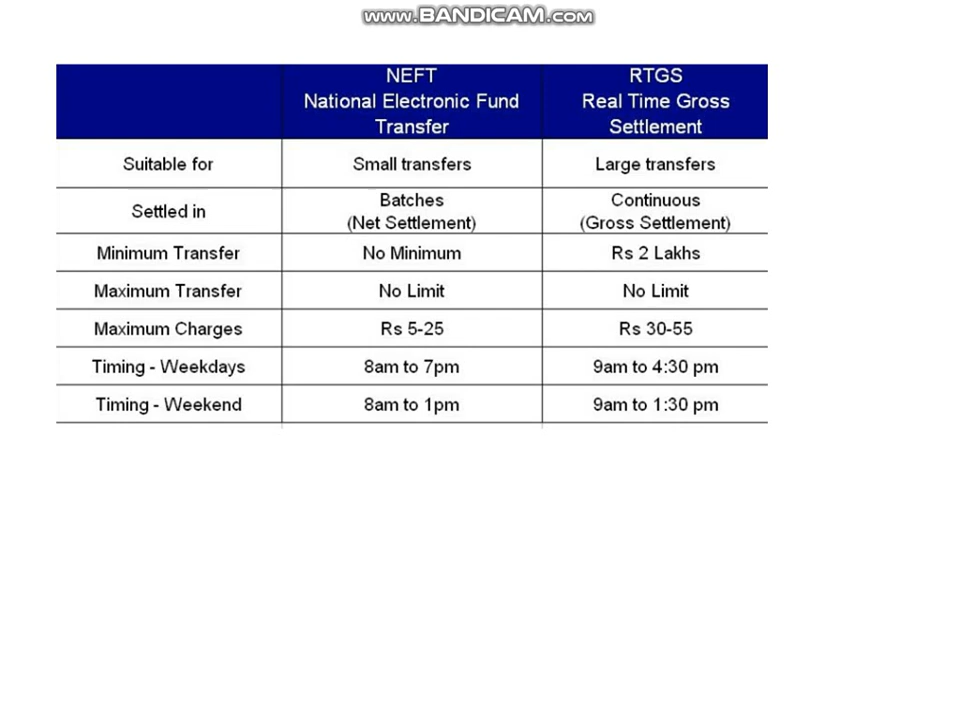 www.BANDICAM.com
NEFT
National Electronic Fund
Transfer
RTGS
Real Time Gross
Settlement
Suitable for
Small transfers
Large transfers
Settled in
Batches
(Net Settlement)
Continuous
(Gross Settlement)
Minimum Transfer
No Minimum
Rs 2 Lakhs
Maximum Transfer
No Limit
No Limit
Maximum Charges
Rs 5-25
Rs 30-55
Timing - Weekdays
8am to 7pm
9am to 4:30 pm
Timing - Weekend
8am to 1pm
9am to 1:30 pm